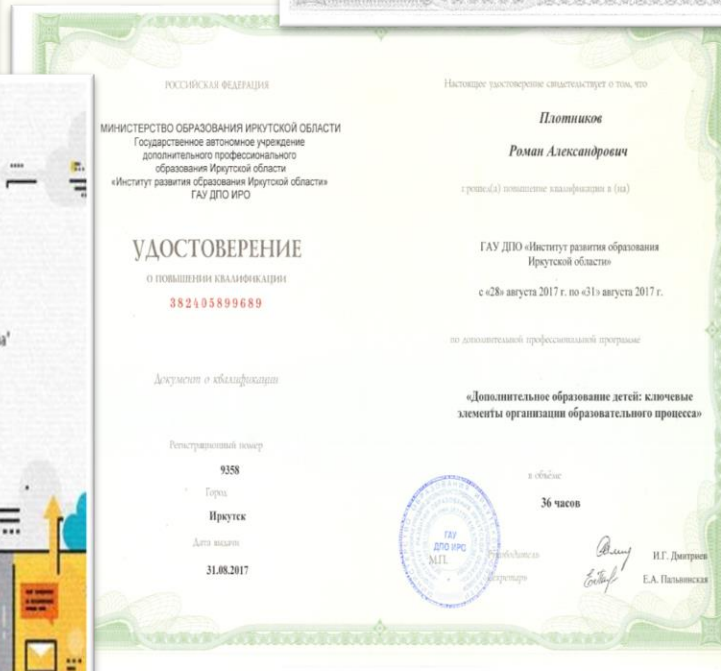 РОССИЙСКАЯ ФЕДЕРАЦИЯ
МИНИСТЕРСТВО ОБРАЗОВАНИЯ ИРКУТСКОЙ ОБЛАСТИ
Государственное автономное учреждение
дополнительного профессионального
образования Иркутской области
«Институт развития образования Иркутской области»
ГАУ ДПО ИРО
УДОСТОВЕРЕНИЕ
О ПОВЫШЕНИИ КВАЛИФИКАЦИИ
382405899689
Документ о квалификации
Регистрационный номер
9358
Город
Иркутск
Дата выдачи
31.08.2017
Настоящее удостоверение свидетельствует о том, что
Плотников
Роман Александрович
прошел(а) повышение квалификации в (на)
ГАУ ДПО «Институт развития образования
Иркутской области»
с «28» августа 2017 г. по «31» августа 2017 г.
по дополнительной профессиональной программе
«Дополнительное образование детей: ключевые
элементы организации образовательного процесса»
в объёме
36 часов
ГАУ
ДПО ИРО
М.П.
Руководитель
И.Г. Дмитриев
Секретарь
Е.А. Пальвинская